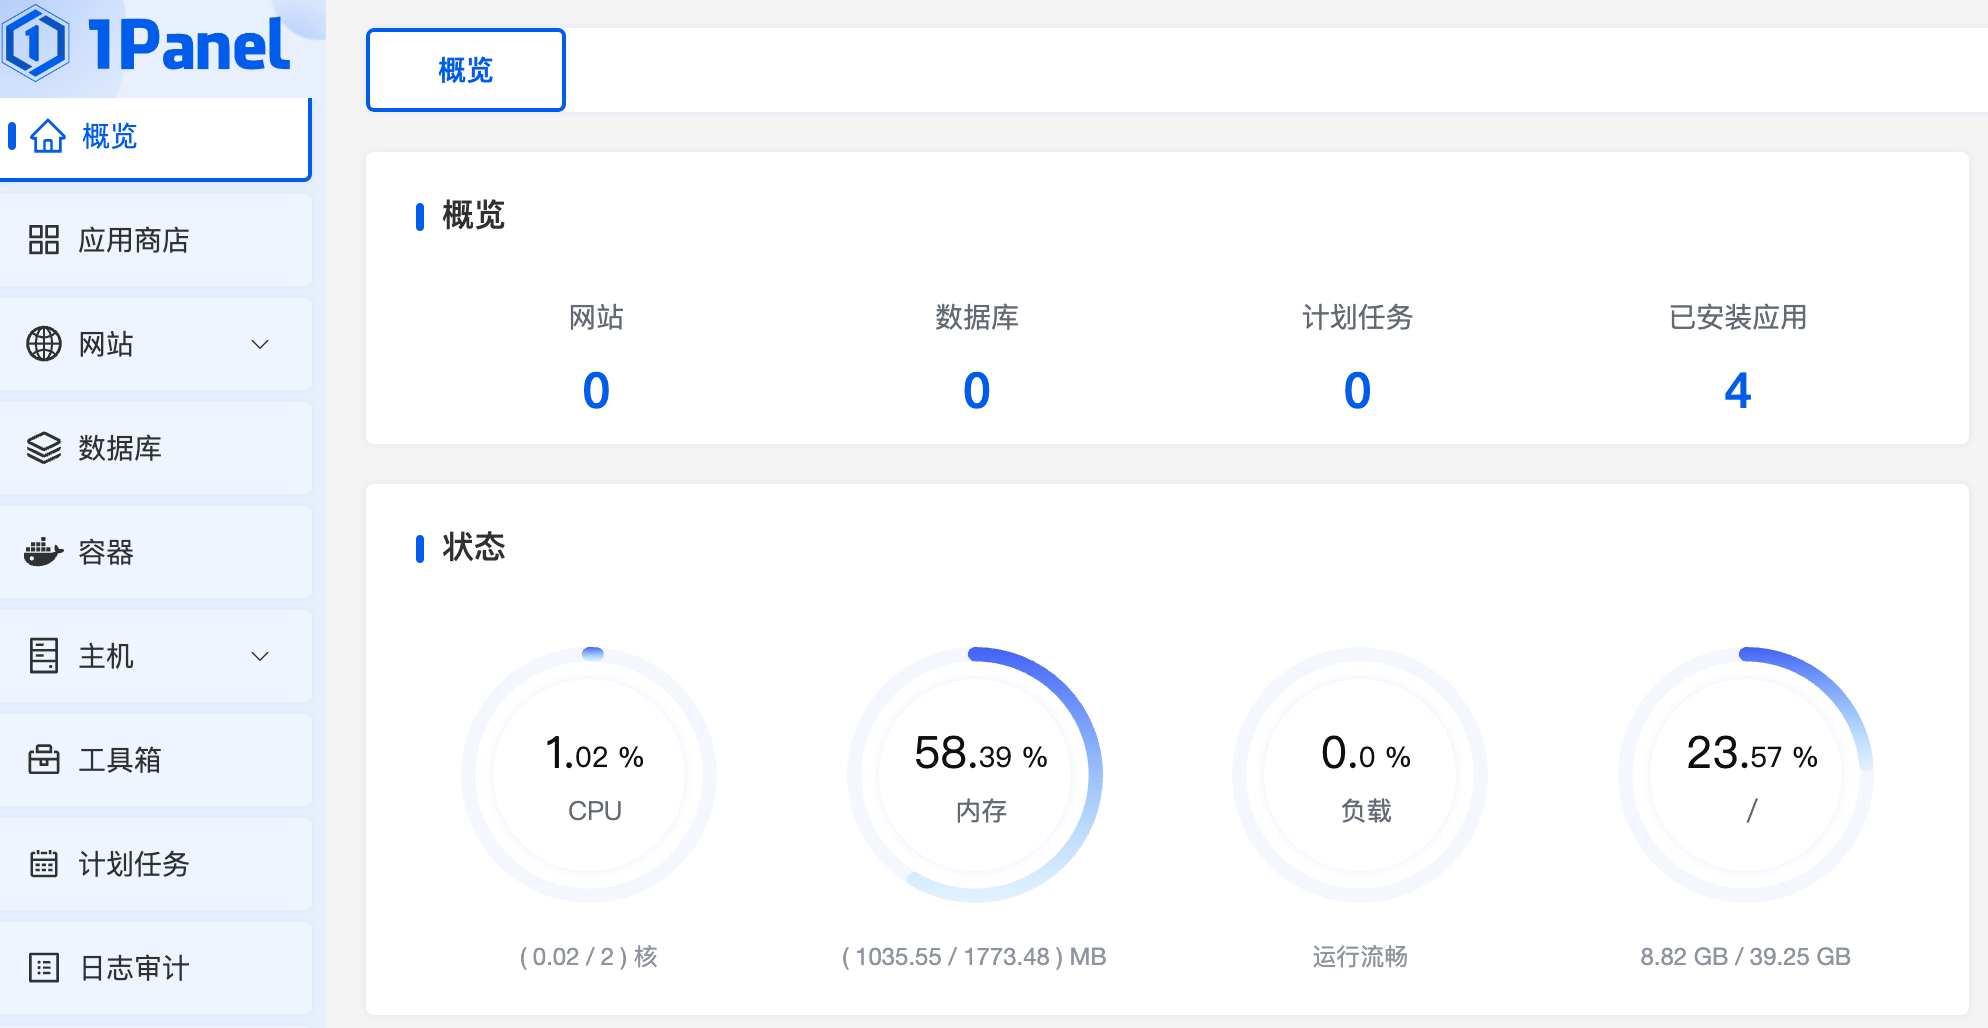 1Panel
概览
应用商店
网站
数据库
容器
主机
工具箱
计划任务
日志审计
概览
概览
网站
数据库
计划任务
已安装应用
0
0
0
4
状态
1.02 %
CPU
( 0.02 / 2 ) 核
58.39 %
内存
( 1035.55 / 1773.48 ) MB
0.0 %
负载
运行流畅
23.57 %
/
8.82 GB / 39.25 GB